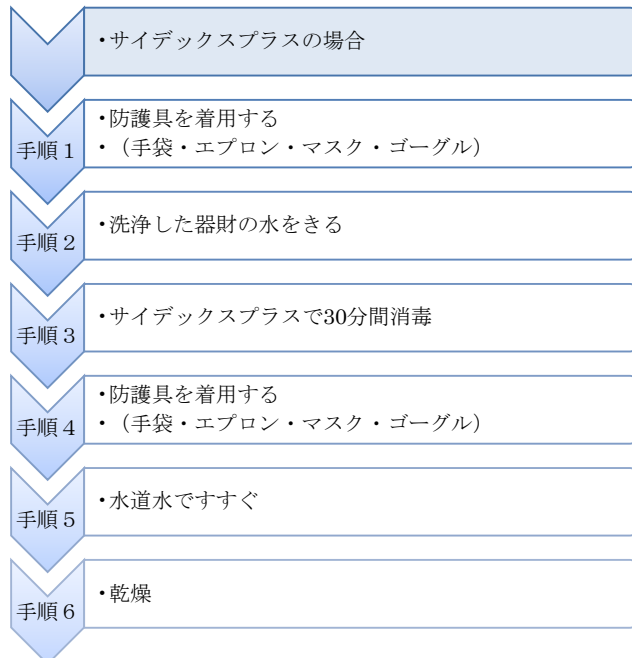 ・サイデックスプラスの場合
手順１
・防護具を着用する
・（手袋・エプロン・マスク・ゴーグル）
手順２
・洗浄した器財の水をきる
手順３
・サイデックスプラスで30分間消毒
手順４
・防護具を着用する
・（手袋・エプロン・マスク・ゴーグル）
手順５
・水道水ですすぐ
手順６
・乾燥